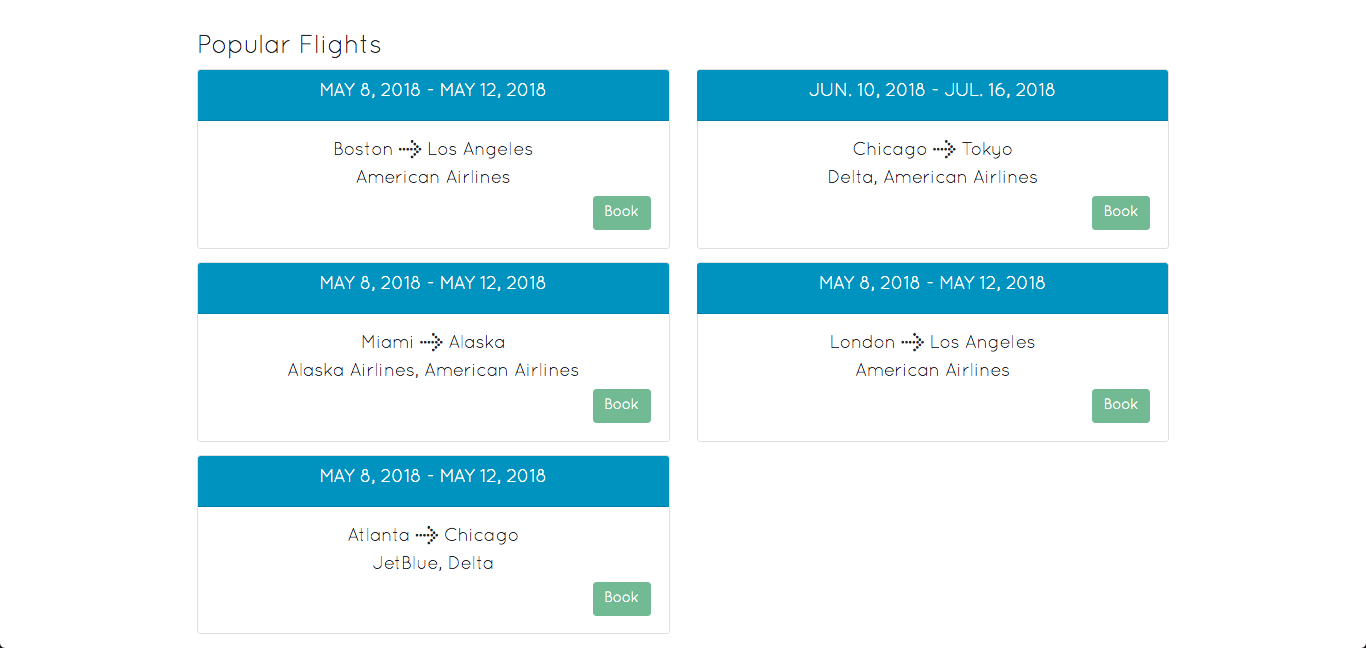 Popular Flights
MAY 8, 2018 - MAY 12, 2018
Boston Los Angeles
American Airlines
Book
JUN. 10, 2018 - JUL. 16, 2018
Chicago Tokyo
Delta, American Airlines
Book
MAY 8, 2018 - MAY 12, 2018
Miami Alaska
Alaska Airlines, American Airlines
Book
MAY 8, 2018 - MAY 12, 2018
London Los Angeles
American Airlines
Book
MAY 8, 2018 - MAY 12, 2018
Atlanta Chicago
JetBlue, Delta
Book